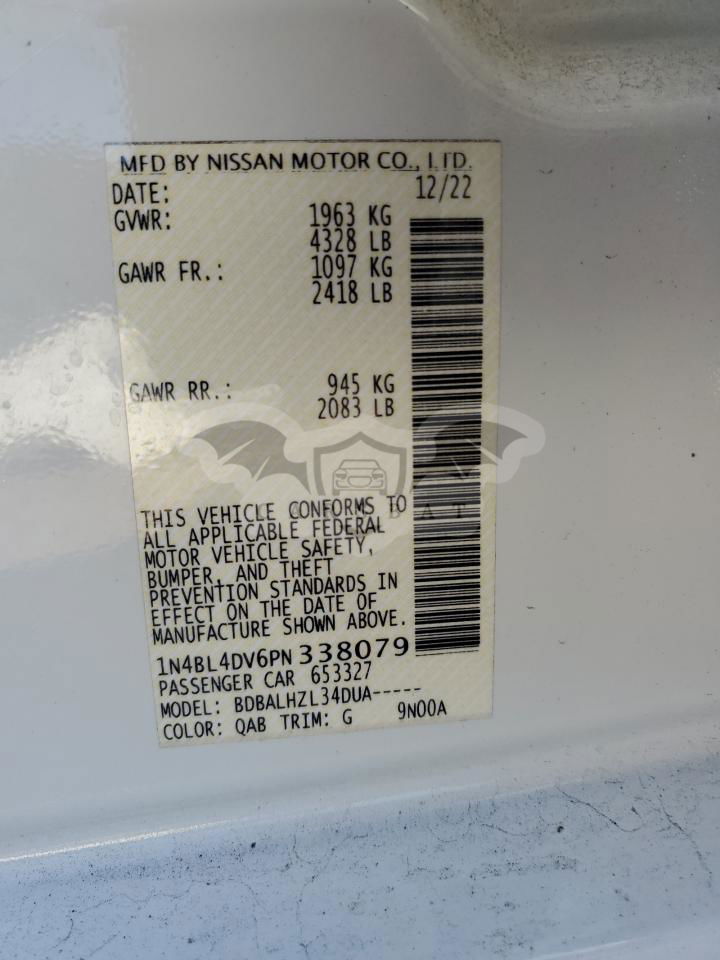 MFD BY NISSAN MOTOR CO., LTD.
DATE: 12/22
GVWR: 1963 KG
4328 LB
GAWR FR.: 1097 KG
2418 LB
GAWR RR.: 945 KG
2083 LB
THIS VEHICLE CONFORMS TO
ALL APPLICABLE FEDERAL
MOTOR VEHICLE SAFETY,
BUMPER, AND THEFT
PREVENTION STANDARDS IN
EFFECT ON THE DATE OF
MANUFACTURE SHOWN ABOVE.
1N4BL4DV6PN 338079
PASSENGER CAR 653327
MODEL: BDBALHZL34DUA-----
COLOR: QAB TRIM: G 9N00A